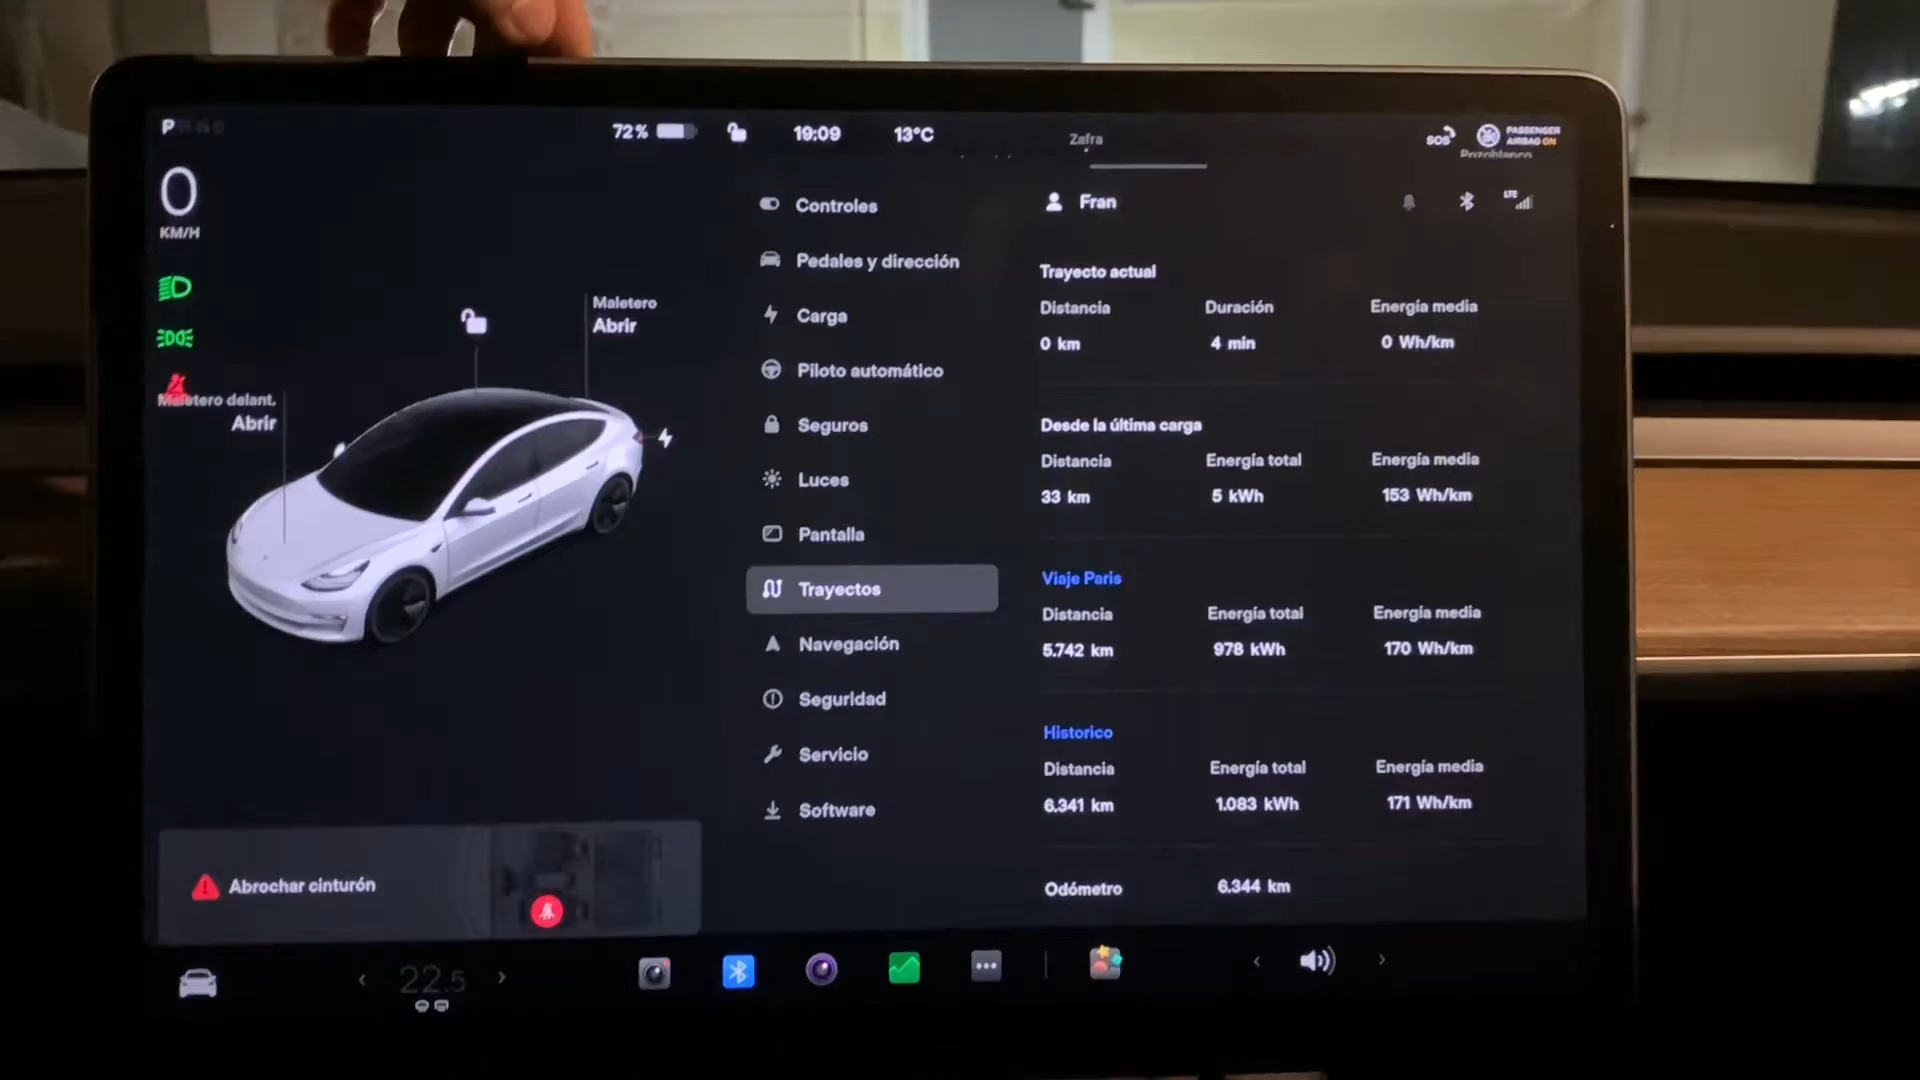 P
72%
19:09
13°C
Zafra
SOS
PASSENGER
AIRBAG ON
Pozoblanco
0
KM/H
Maletero
Abrir
Maletero delant.
Abrir
Abrochar cinturón
Controles
Pedales y dirección
Carga
Piloto automático
Seguros
Luces
Pantalla
Trayectos
Navegación
Seguridad
Servicio
Software
Fran
LTE
Trayecto actual
Distancia Duración Energía media
0 km 4 min 0 Wh/km
Desde la última carga
Distancia Energía total Energía media
33 km 5 kWh 153 Wh/km
Viaje Paris
Distancia Energía total Energía media
5.742 km 978 kWh 170 Wh/km
Historico
Distancia Energía total Energía media
6.341 km 1.083 kWh 171 Wh/km
Odómetro 6.344 km
22.5